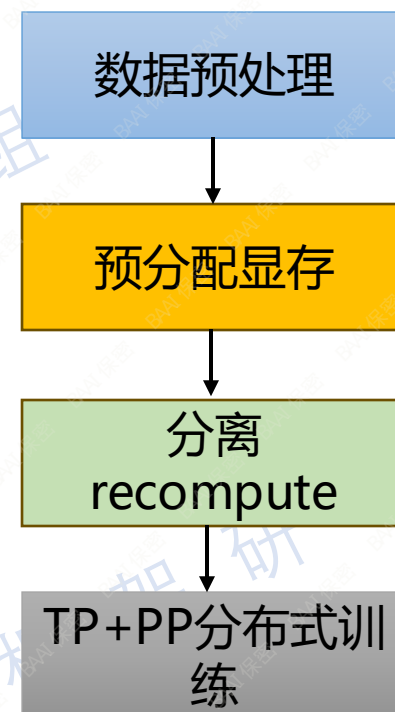 数据预处理
预分配显存
分离
recompute
TP+PP分布式训
练